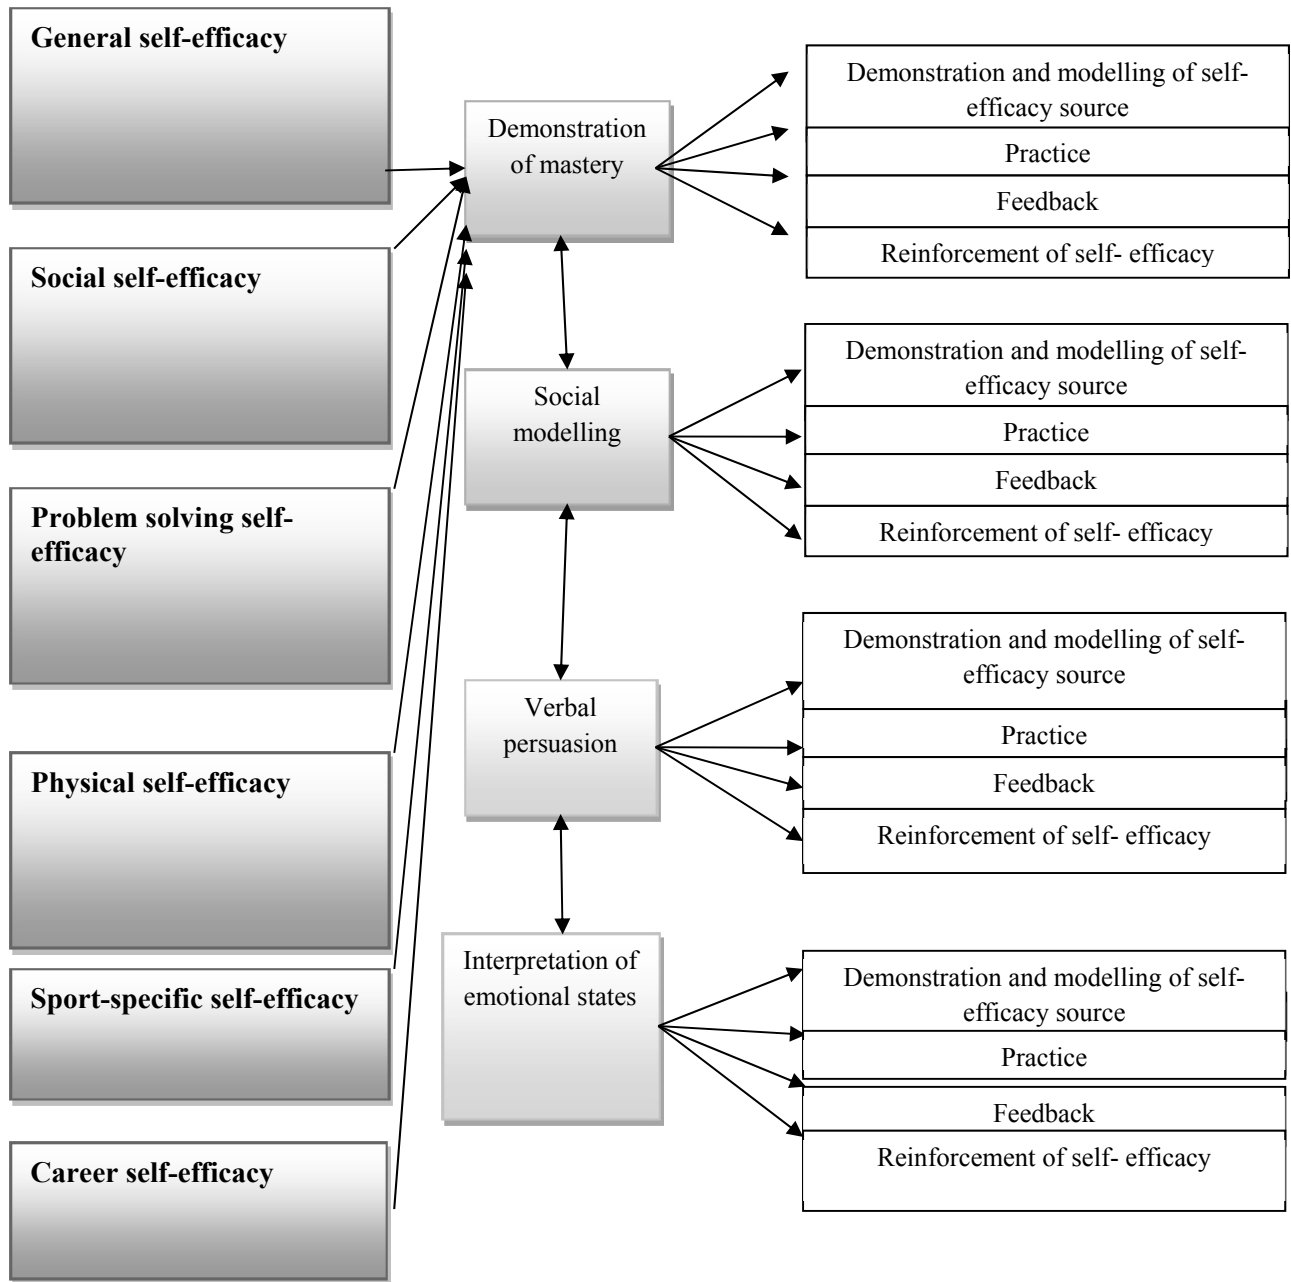 General self-efficacy
Social self-efficacy
Problem solving self-
efficacy
Physical self-efficacy
Sport-specific self-efficacy
Career self-efficacy
Demonstration
of mastery
Social
modelling
Verbal
persuasion
Interpretation of
emotional states
Demonstration and modelling of self-
efficacy source
Practice
Feedback
Reinforcement of self- efficacy
Demonstration and modelling of self-
efficacy source
Practice
Feedback
Reinforcement of self- efficacy
Demonstration and modelling of self-
efficacy source
Practice
Feedback
Reinforcement of self- efficacy
Demonstration and modelling of self-
efficacy source
Practice
Feedback
Reinforcement of self- efficacy